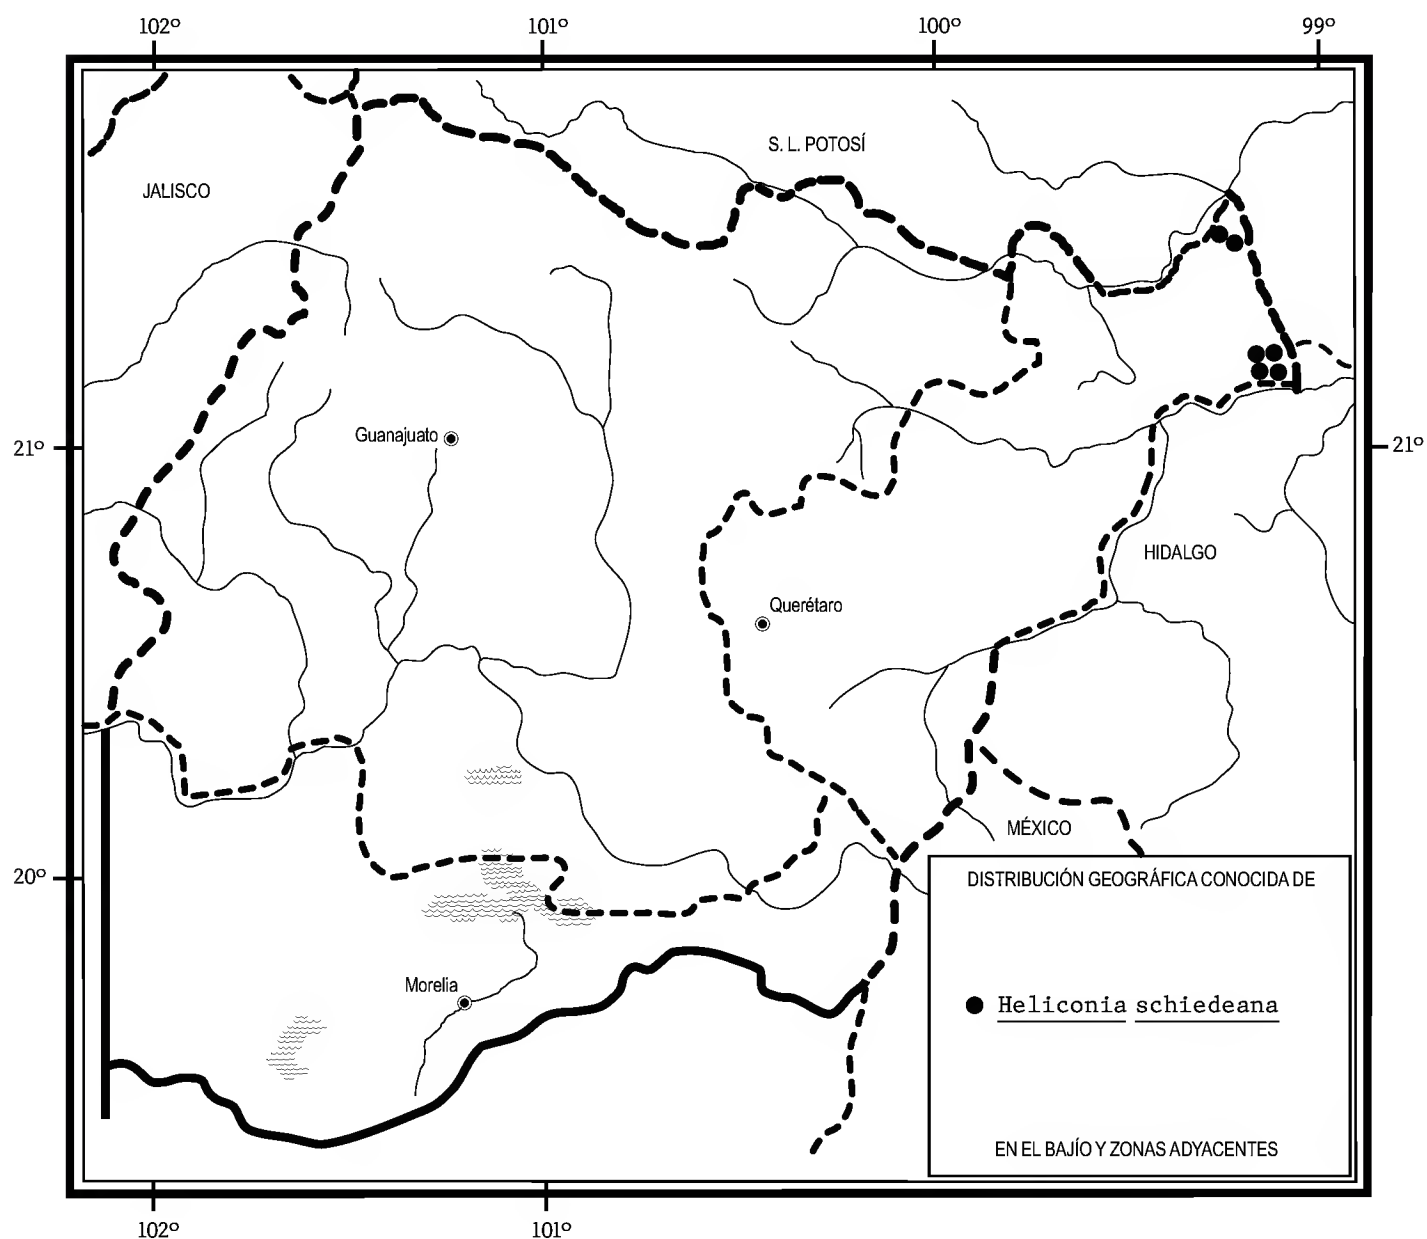 102º 101º 100º 99º
S. L. POTOSÍ
JALISCO
Guanajuato
21º 21º
HIDALGO
Querétaro
MÉXICO
20º
DISTRIBUCIÓN GEOGRÁFICA CONOCIDA DE
Morelia
Heliconia schiedeana
EN EL BAJÍO Y ZONAS ADYACENTES
102º 101º